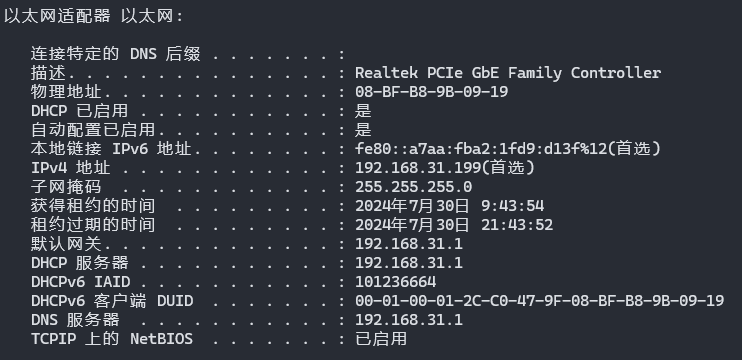 以太网适配器 以太网:
连接特定的 DNS 后缀 . . . . . . . :
描述. . . . . . . . . . . . . . . : Realtek PCIe GbE Family Controller
物理地址. . . . . . . . . . . . . : 08-BF-B8-9B-09-19
DHCP 已启用 . . . . . . . . . . . : 是
自动配置已启用. . . . . . . . . . : 是
本地链接 IPv6 地址. . . . . . . . : fe80::a7aa:fba2:1fd9:d13f%12(首选)
IPv4 地址 . . . . . . . . . . . . : 192.168.31.199(首选)
子网掩码  . . . . . . . . . . . . : 255.255.255.0
获得租约的时间  . . . . . . . . . : 2024年7月30日 9:43:54
租约过期的时间  . . . . . . . . . : 2024年7月30日 21:43:52
默认网关. . . . . . . . . . . . . : 192.168.31.1
DHCP 服务器 . . . . . . . . . . . : 192.168.31.1
DHCPv6 IAID . . . . . . . . . . . : 101236664
DHCPv6 客户端 DUID  . . . . . . . : 00-01-00-01-2C-C0-47-9F-08-BF-B8-9B-09-19
DNS 服务器  . . . . . . . . . . . : 192.168.31.1
TCPIP 上的 NetBIOS  . . . . . . . : 已启用